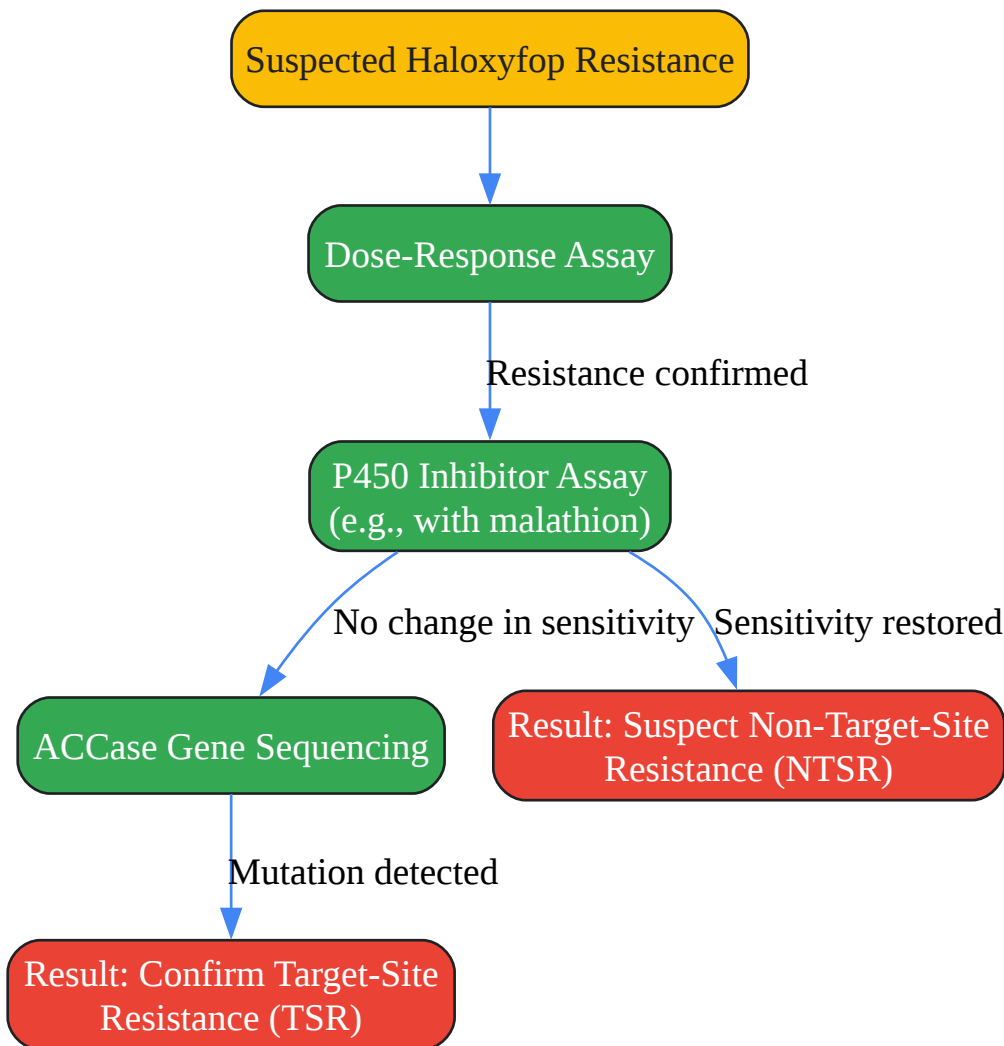 Suspected Haloxyfop Resistance
Dose-Response Assay
Resistance confirmed
P450 Inhibitor Assay
(e.g., with malathion)
No change in sensitivity
Sensitivity restored
ACCase Gene Sequencing
Result: Suspect Non-Target-Site
Resistance (NTSR)
Mutation detected
Result: Confirm Target-Site
Resistance (TSR)